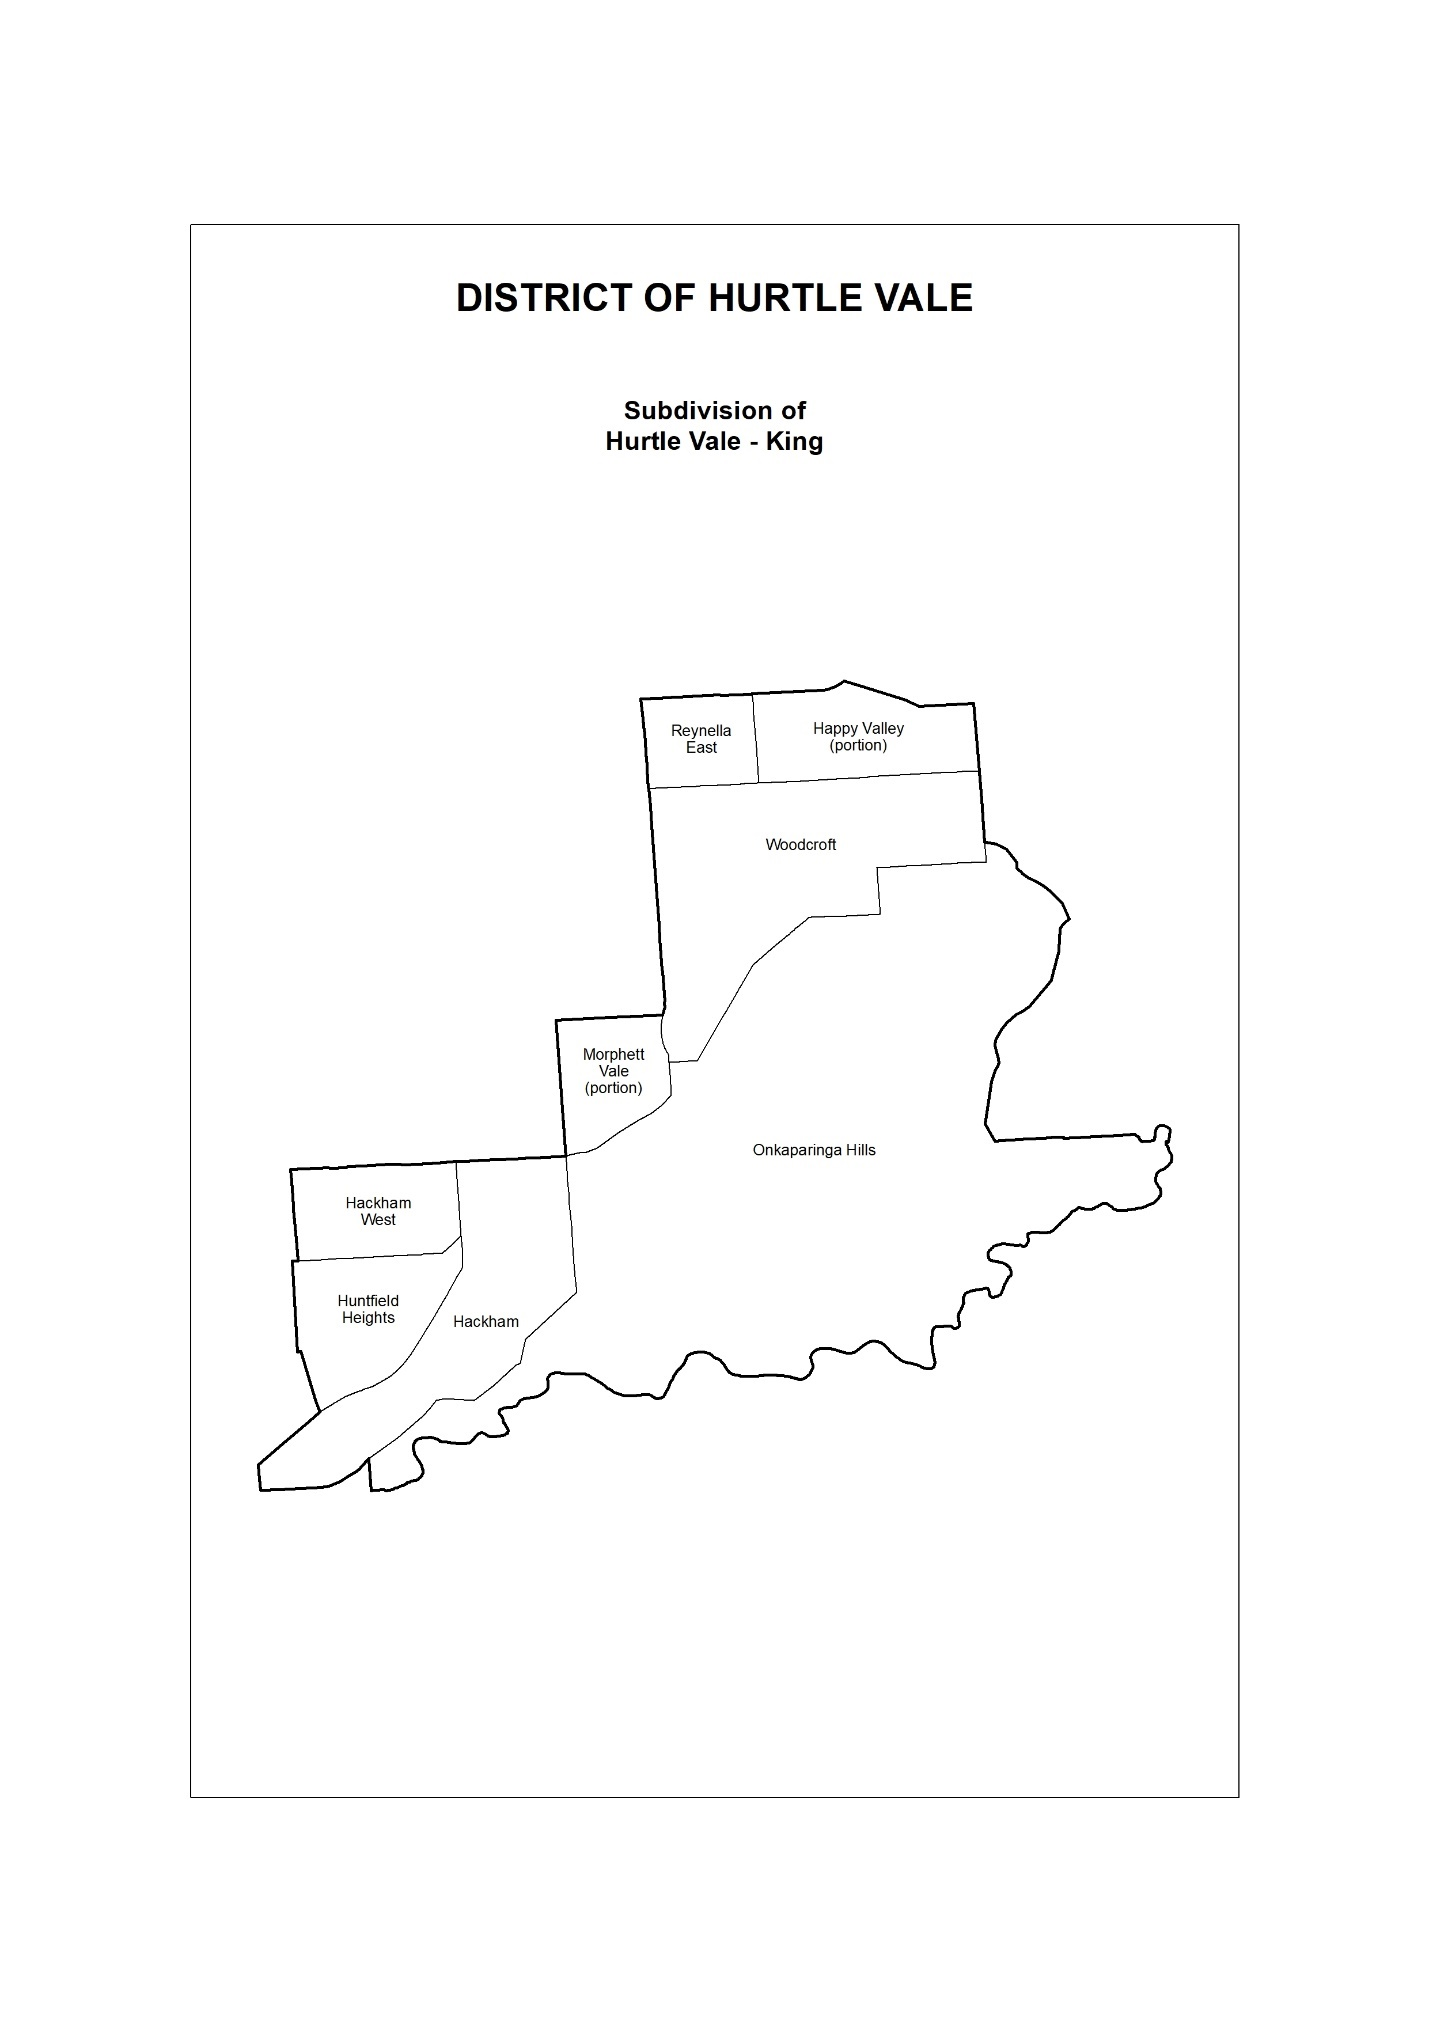 DISTRICT OF HURTLE VALE
Subdivision of
Hurtle Vale - King
Reynella
East
Happy Valley
(portion)
Woodcroft
Morphett
Vale
(portion)
Onkaparinga Hills
Hackham
West
Huntfield
Heights
Hackham